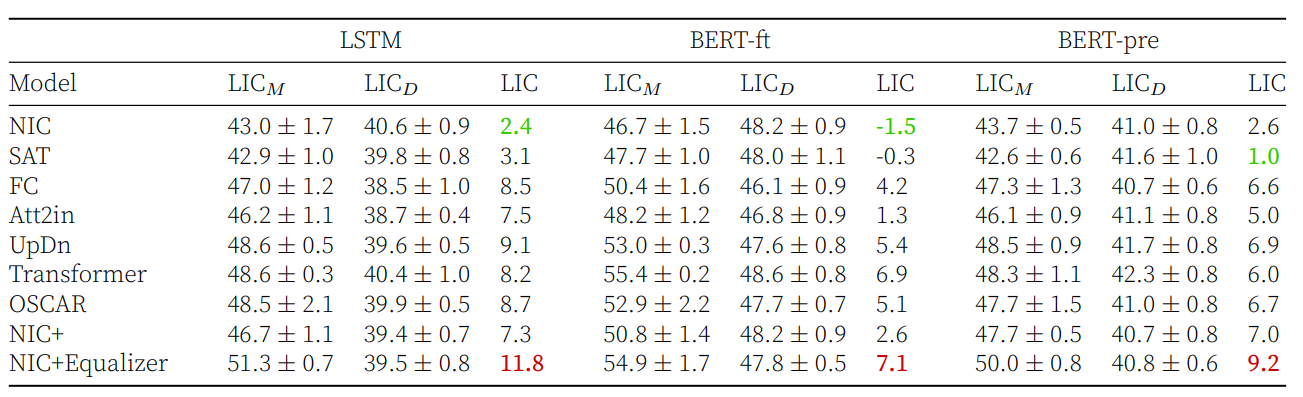 LSTM BERT-ft BERT-pre
Model LIC_M LIC_D LIC LIC_M LIC_D LIC LIC_M LIC_D LIC
NIC 43.0 ± 1.7 40.6 ± 0.9 2.4 46.7 ± 1.5 48.2 ± 0.9 -1.5 43.7 ± 0.5 41.0 ± 0.8 2.6
SAT 42.9 ± 1.0 39.8 ± 0.8 3.1 47.7 ± 1.0 48.0 ± 1.1 -0.3 42.6 ± 0.6 41.6 ± 1.0 1.0
FC 47.0 ± 1.2 38.5 ± 1.0 8.5 50.4 ± 1.6 46.1 ± 0.9 4.2 47.3 ± 1.3 40.7 ± 0.6 6.6
Att2in 46.2 ± 1.1 38.7 ± 0.4 7.5 48.2 ± 1.2 46.8 ± 0.9 1.3 46.1 ± 0.9 41.1 ± 0.8 5.0
UpDn 48.6 ± 0.5 39.6 ± 0.5 9.1 53.0 ± 0.3 47.6 ± 0.8 5.4 48.5 ± 0.9 41.7 ± 0.8 6.9
Transformer 48.6 ± 0.3 40.4 ± 1.0 8.2 55.4 ± 0.2 48.6 ± 0.8 6.9 48.3 ± 1.1 42.3 ± 0.8 6.0
OSCAR 48.5 ± 2.1 39.9 ± 0.5 8.7 52.9 ± 2.2 47.7 ± 0.7 5.1 47.7 ± 1.5 41.0 ± 0.8 6.7
NIC+ 46.7 ± 1.1 39.4 ± 0.7 7.3 50.8 ± 1.4 48.2 ± 0.9 2.6 47.7 ± 0.5 40.7 ± 0.8 7.0
NIC+Equalizer 51.3 ± 0.7 39.5 ± 0.8 11.8 54.9 ± 1.7 47.8 ± 0.5 7.1 50.0 ± 0.8 40.8 ± 0.6 9.2